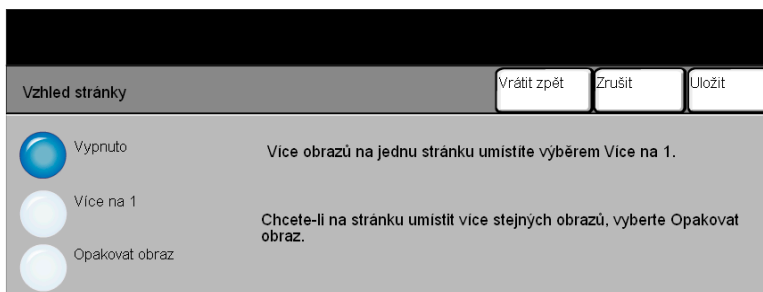 Vzhled stránky
Vrátit zpět
Zrušit
Uložit
Vypnuto
Více obrazů na jednu stránku umístíte výběrem Více na 1.
Více na 1
Chcete-li na stránku umístit více stejných obrazů, vyberte Opakovat
obraz.
Opakovat obraz